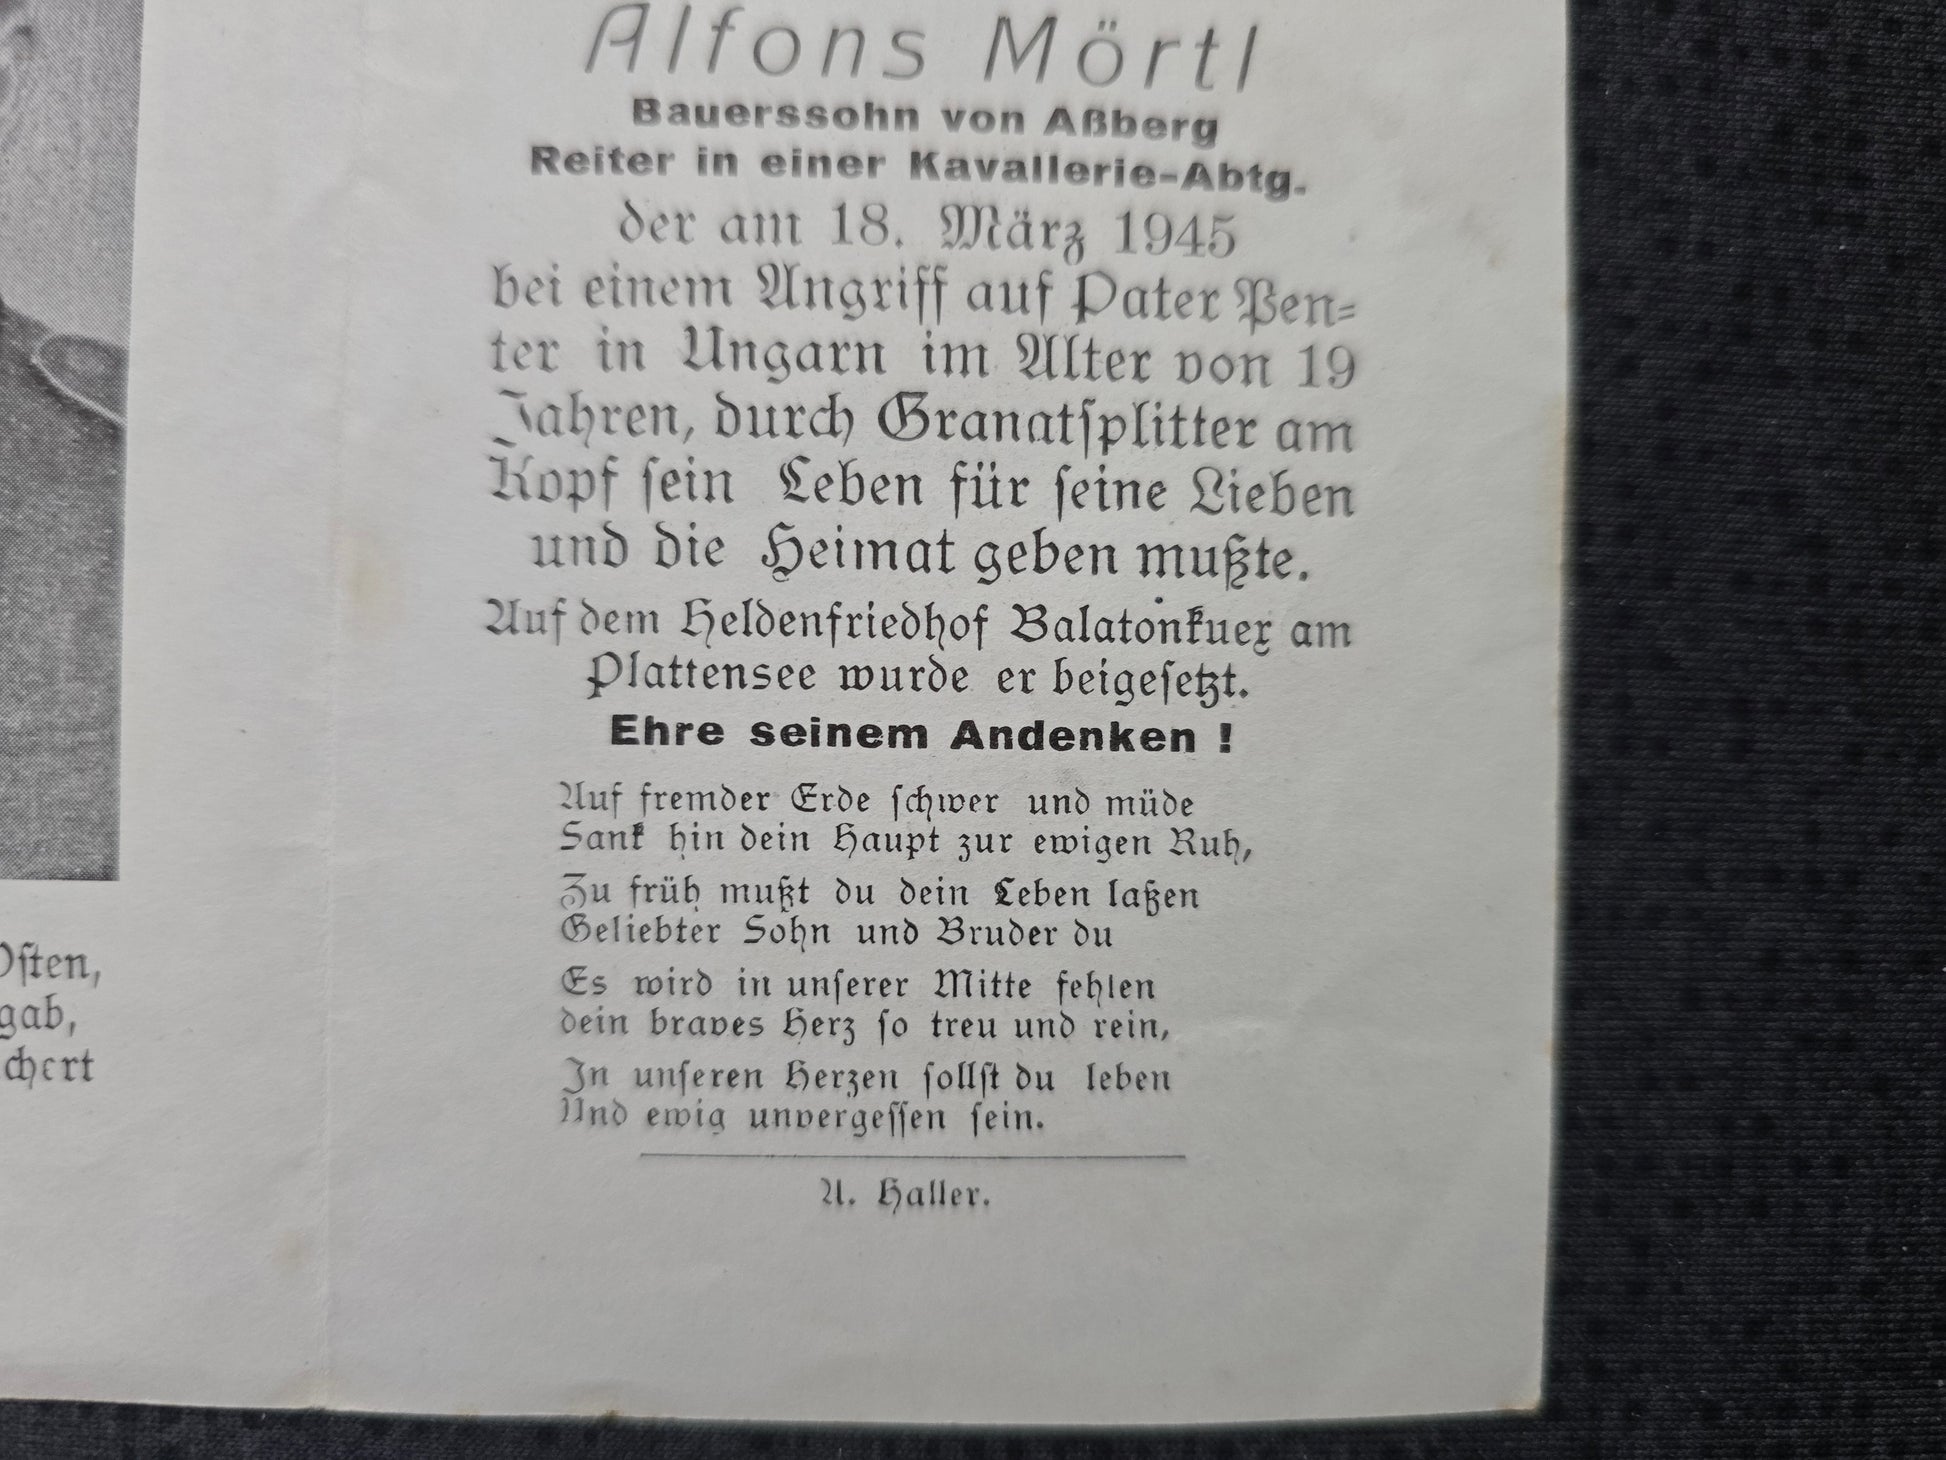 Alfons Mörtl
Bauerssohn von Aßberg
Reiter in einer Kavallerie-Abtg.
der am 18. März 1945
bei einem Angriff auf Pater Pen-
ter in Ungarn im Alter von 19
Jahren, durch Granatsplitter am
Kopf sein Leben für seine Lieben
und die Heimat geben mußte.
Auf dem Heldenfriedhof Balatonkuex am
Plattensee wurde er beigesetzt.
Ehre seinem Andenken !
Auf fremder Erde schwer und müde
Sank hin dein Haupt zur ewigen Ruh,
Zu früh mußt du dein Leben laßen
Geliebter Sohn und Bruder du
Es wird in unserer Mitte fehlen
dein braves Herz so treu und rein,
In unseren Herzen sollst du leben
Und ewig unvergessen sein.
A. Haller.
Osten,
gab,
chert